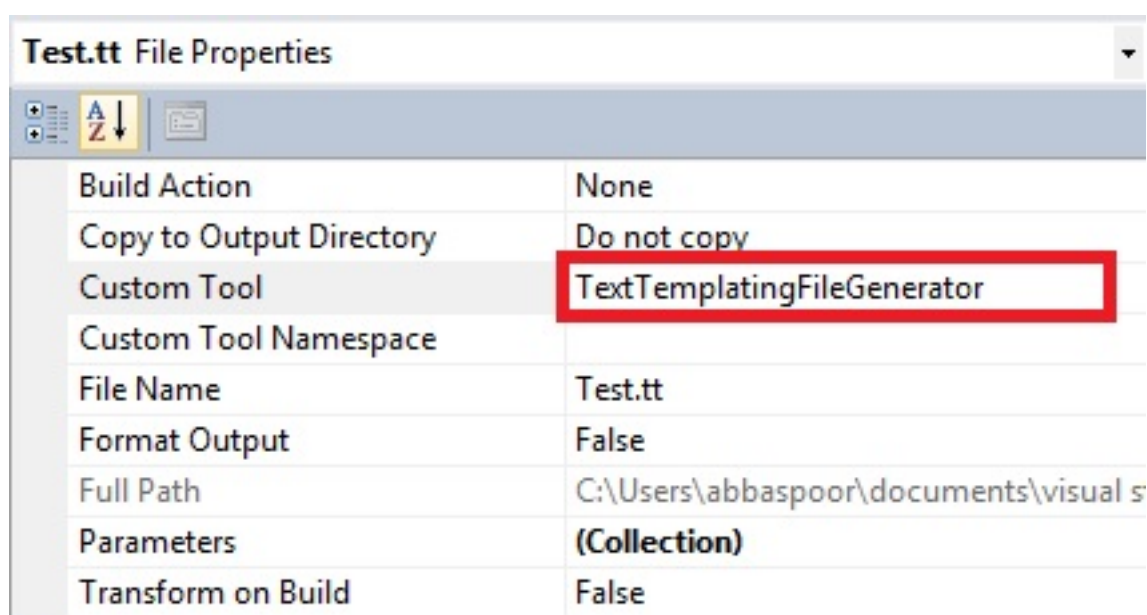 Test.tt File Properties
Build Action None
Copy to Output Directory Do not copy
Custom Tool TextTemplatingFileGenerator
Custom Tool Namespace
File Name Test.tt
Format Output False
Full Path C:\Users\abbaspoor\documents\visual
Parameters (Collection)
Transform on Build False